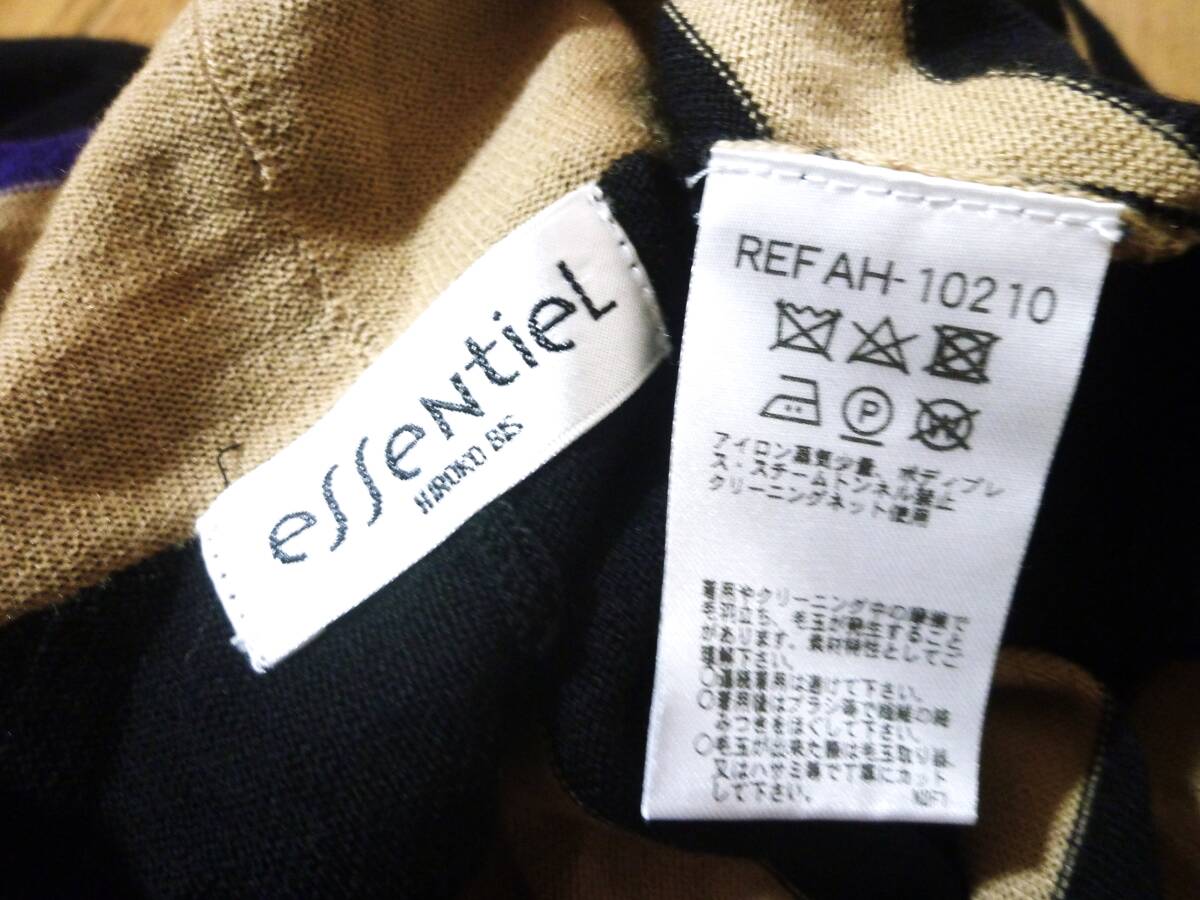 essentieL
HIROKO BIS
REF AH-10210
P
アイロン蒸気少量、ボディプレ
ス・スチームトンネル禁止
クリーニングネット使用
着用やクリーニング中の摩擦で
毛羽立ち、毛玉が発生すること
があります。素材特性としてご
理解下さい。
○連続着用は避けて下さい。
○着用後はブラシ等で繊維の絡
みつきをほぐして下さい。
○毛玉が出来た際は毛玉取り器、
又はハサミ等で丁寧にカット
して下さい。